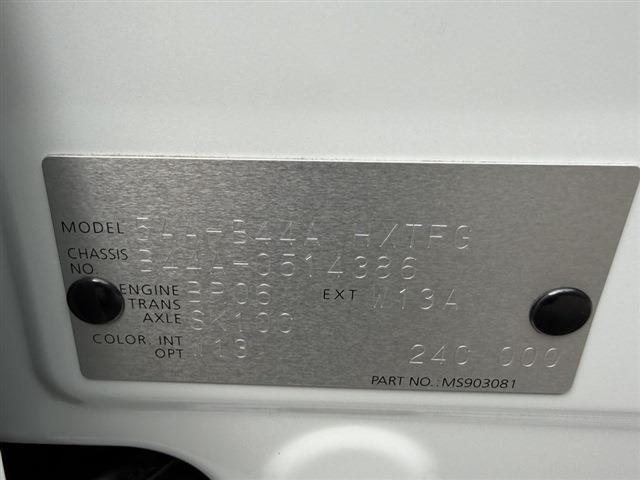 MODEL 5AA-B44A HXTFG
CHASSIS NO. B44A-0514386
ENGINE BR06 EXT W13A
TRANS AXLE SK100
COLOR, INT W13
OPT 240 000
PART NO.:MS903081